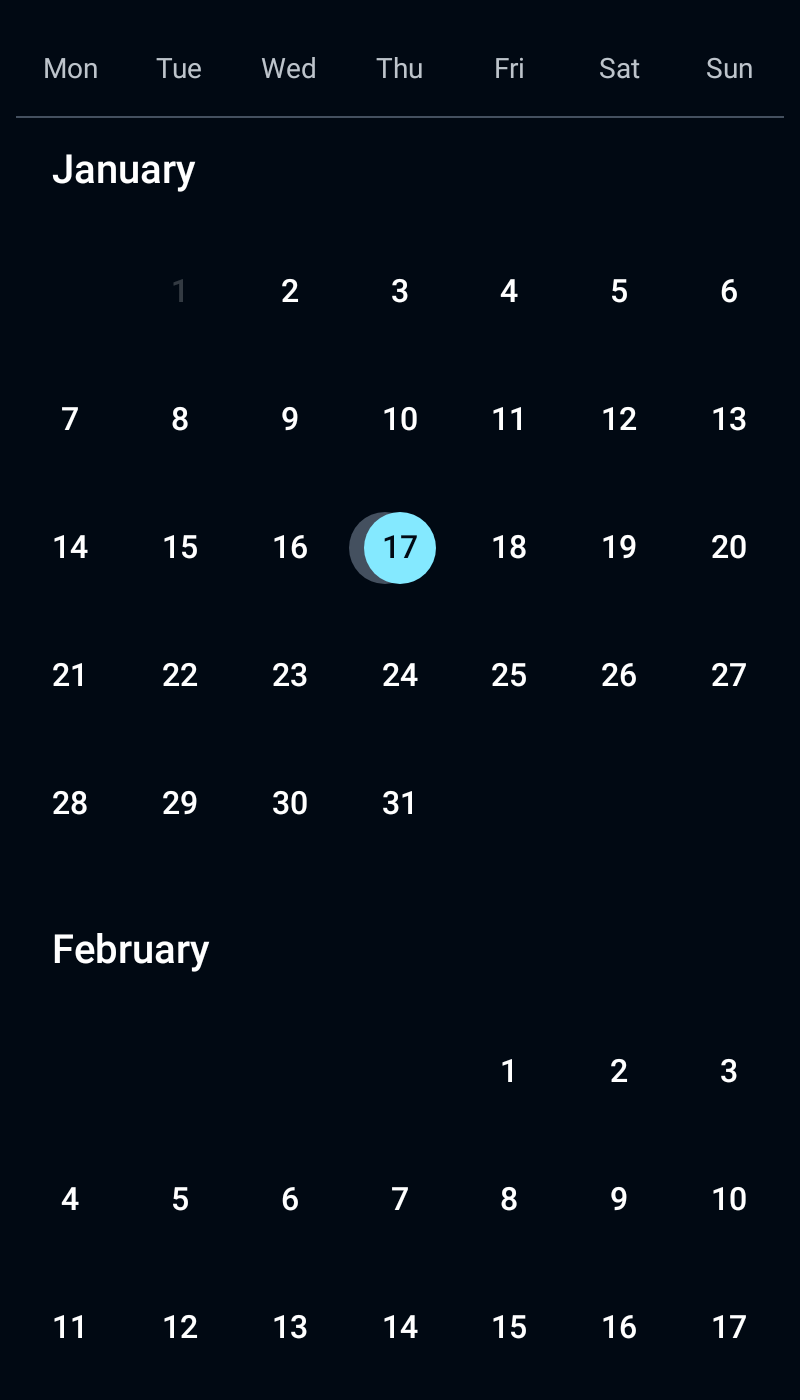 Mon Tue Wed Thu Fri Sat Sun
January
1 2 3 4 5 6
7 8 9 10 11 12 13
14 15 16 17 18 19 20
21 22 23 24 25 26 27
28 29 30 31
February
1 2 3
4 5 6 7 8 9 10
11 12 13 14 15 16 17